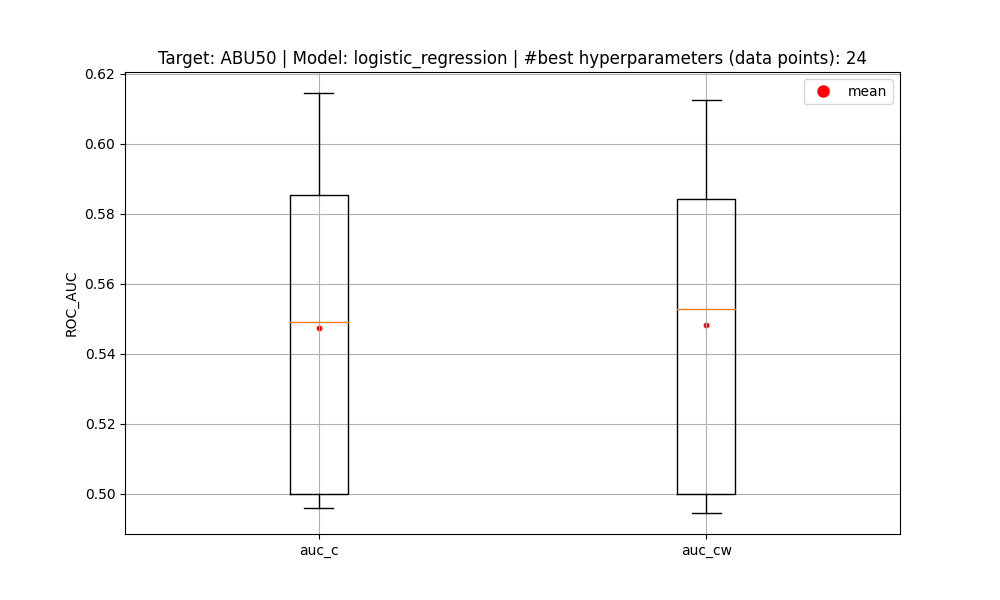 Target: ABU50 | Model: logistic_regression | #best hyperparameters (data points): 24
mean
0.62
0.60
0.58
0.56
0.54
0.52
0.50
ROC_AUC
auc_c
auc_cw